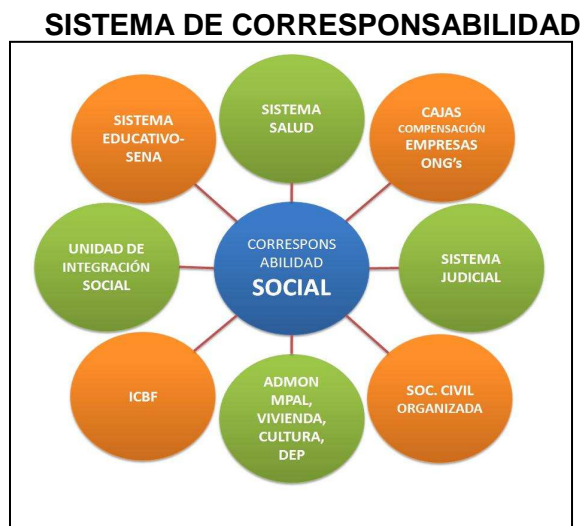 SISTEMA DE CORRESPONSABILIDAD
SISTEMA
SALUD
CAJAS
COMPENSACIÓN
EMPRESAS
ONG's
SISTEMA
JUDICIAL
SOC. CIVIL
ORGANIZADA
ADMON
MPAL,
VIVIENDA,
CULTURA,
DEP
ICBF
UNIDAD DE
INTEGRACIÓN
SOCIAL
SISTEMA
EDUCATIVO-
SENA
CORRESPONS
ABILIDAD
SOCIAL